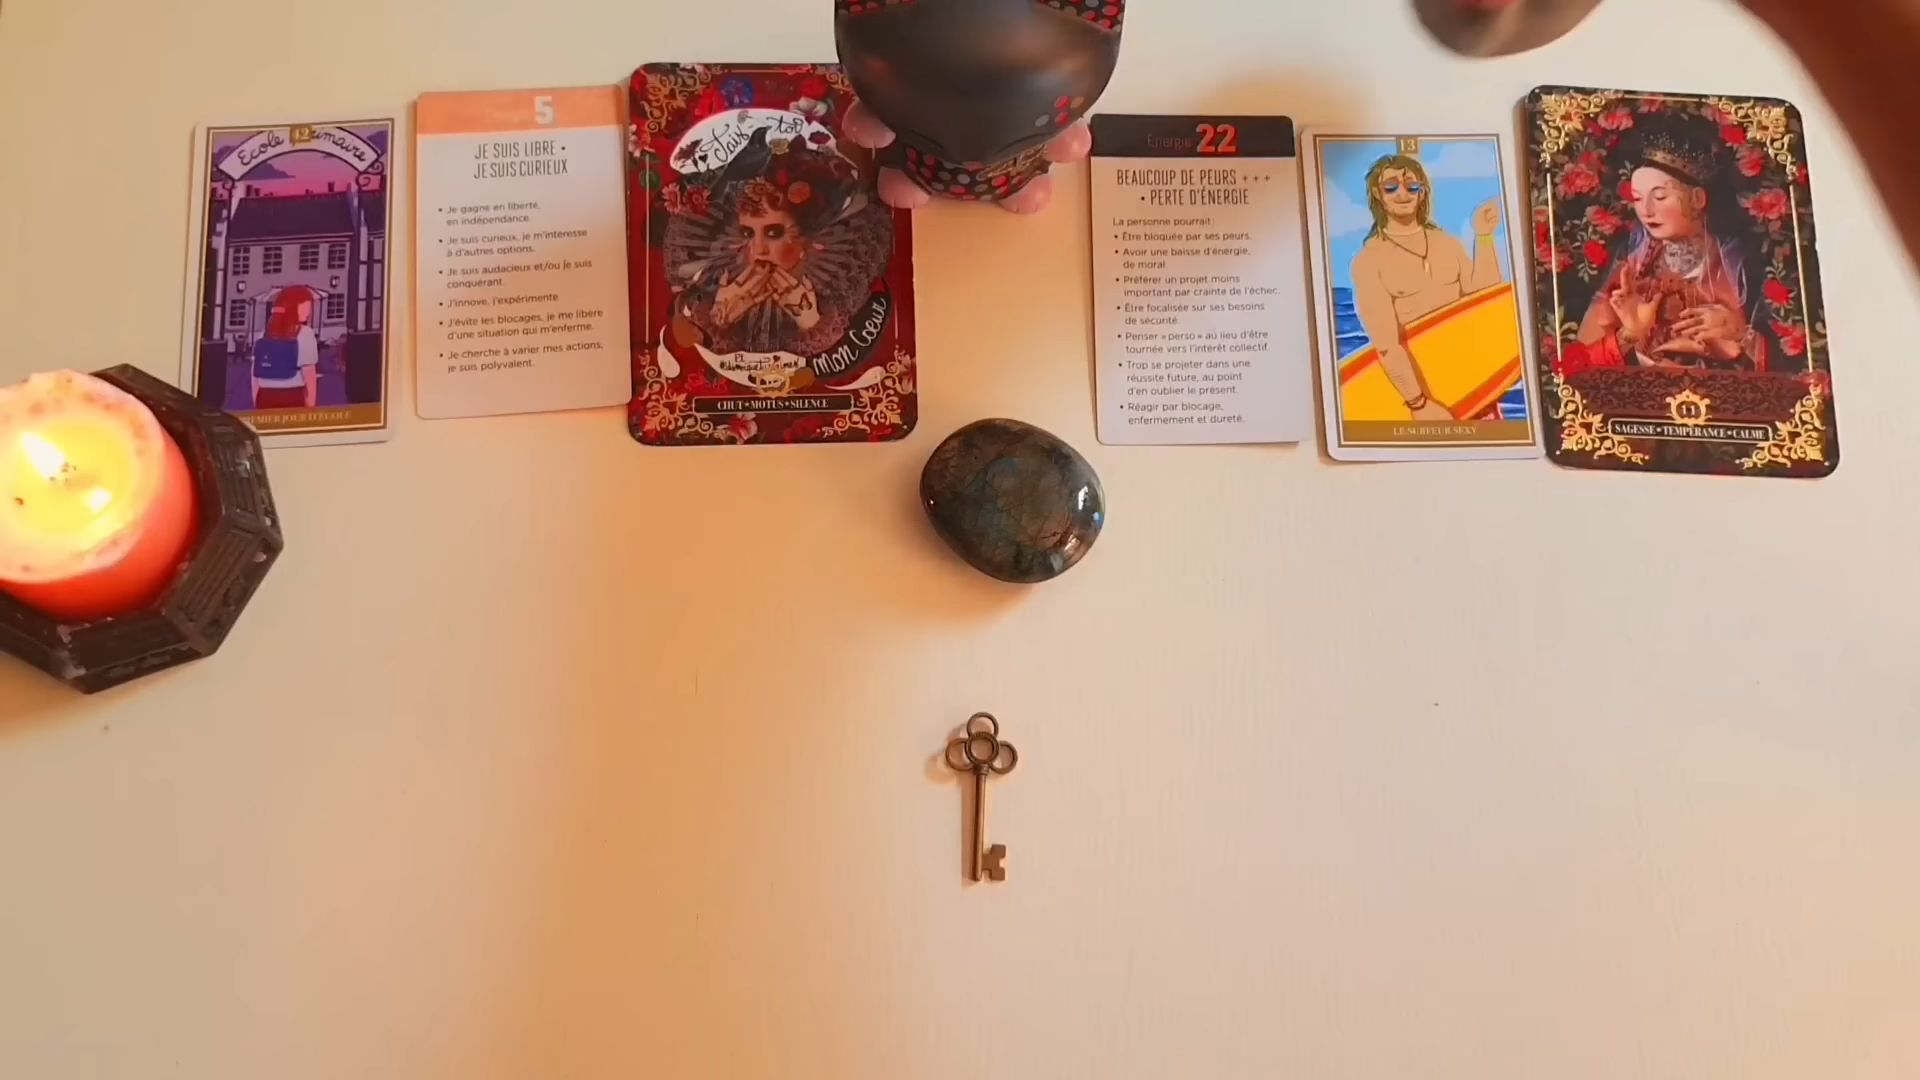 Ecole
42
PREMIER JOUR D'ÉCOLE
Énergie 5
JE SUIS LIBRE •
JE SUIS CURIEUX
• Je gagne en liberté,
en indépendance.
• Je suis curieux, je m'intéresse
à d'autres options.
• Je suis audacieux et/ou je suis
conquérant.
• J'innove, j'expérimente
• J'évite les blocages, je me libère
d'une situation qui m'enferme.
• Je cherche à varier mes actions,
je suis polyvalent.
Tais-toi
mon Coeur
CHUT•MOTUS•SILENCE
Énergie 22
BEAUCOUP DE PEURS +++
• PERTE D'ÉNERGIE
La personne pourrait :
• Être bloquée par ses peurs.
• Avoir une baisse d'énergie,
de moral.
• Préférer un projet moins
important par crainte de l'échec.
• Être focalisée sur ses besoins
de sécurité.
• Penser « perso » au lieu d'être
tournée vers l'intérêt collectif.
• Trop se projeter dans une
réussite future, au point
d'en oublier le présent.
• Réagir par blocage,
enfermement et dureté.
13
LE SURFEUR SEXY
11
SAGESSE•TEMPÉRANCE•CALME